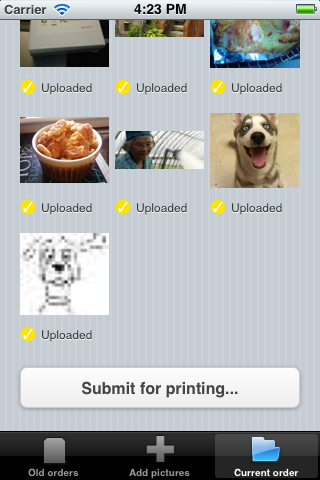 Carrier 4:23 PM
Uploaded Uploaded Uploaded
Uploaded Uploaded Uploaded
Uploaded
Submit for printing...
Old orders Add pictures Current order